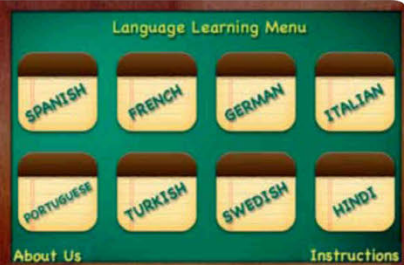 Language Learning Menu
SPANISH FRENCH GERMAN ITALIAN
PORTUGUESE TURKISH SWEDISH HINDI
About Us Instructions